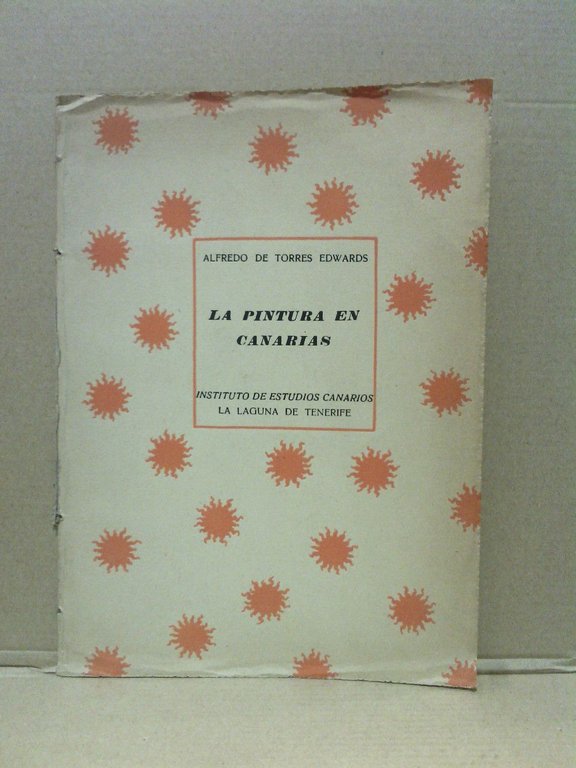 ALFREDO DE TORRES EDWARDS
LA PINTURA EN
CANARIAS
INSTITUTO DE ESTUDIOS CANARIOS
LA LAGUNA DE TENERIFE